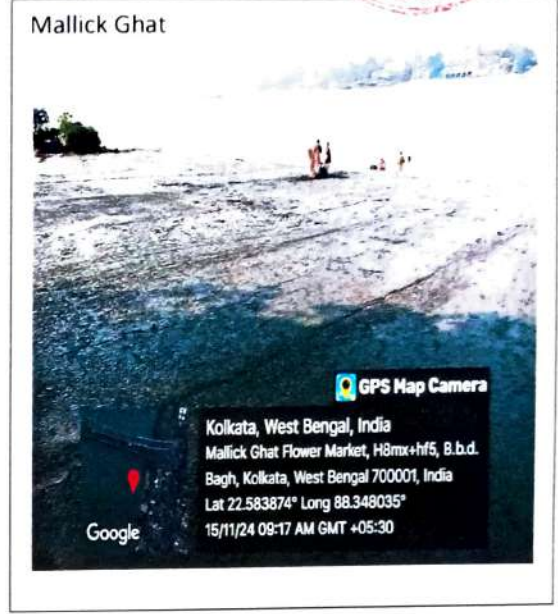 Mallick Ghat
GPS Map Camera
Kolkata, West Bengal, India
Mallick Ghat Flower Market, H8mx+hf5, B.b.d.
Bagh, Kolkata, West Bengal 700001, India
Lat 22.583874° Long 88.348035°
15/11/24 09:17 AM GMT +05:30
Google